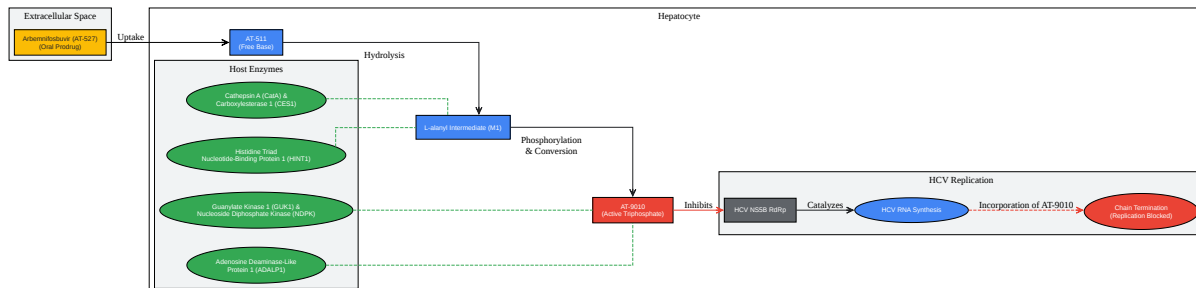 Extracellular Space
Arbemnifosbuvir (AT-527)
(Oral Prodrug)
Uptake
Hepatocyte
AT-511
(Free Base)
Hydrolysis
Host Enzymes
Cathepsin A (CatA) &
Carboxylesterase 1 (CES1)
L-alanyl Intermediate (M1)
Histidine Triad
Nucleotide-Binding Protein 1 (HINT1)
Phosphorylation
& Conversion
Guanylate Kinase 1 (GUK1) &
Nucleoside Diphosphate Kinase (NDPK)
AT-9010
(Active Triphosphate)
Adenosine Deaminase-Like
Protein 1 (ADALP1)
Inhibits
HCV Replication
HCV NS5B RdRp
Catalyzes
HCV RNA Synthesis
Incorporation of AT-9010
Chain Termination
(Replication Blocked)